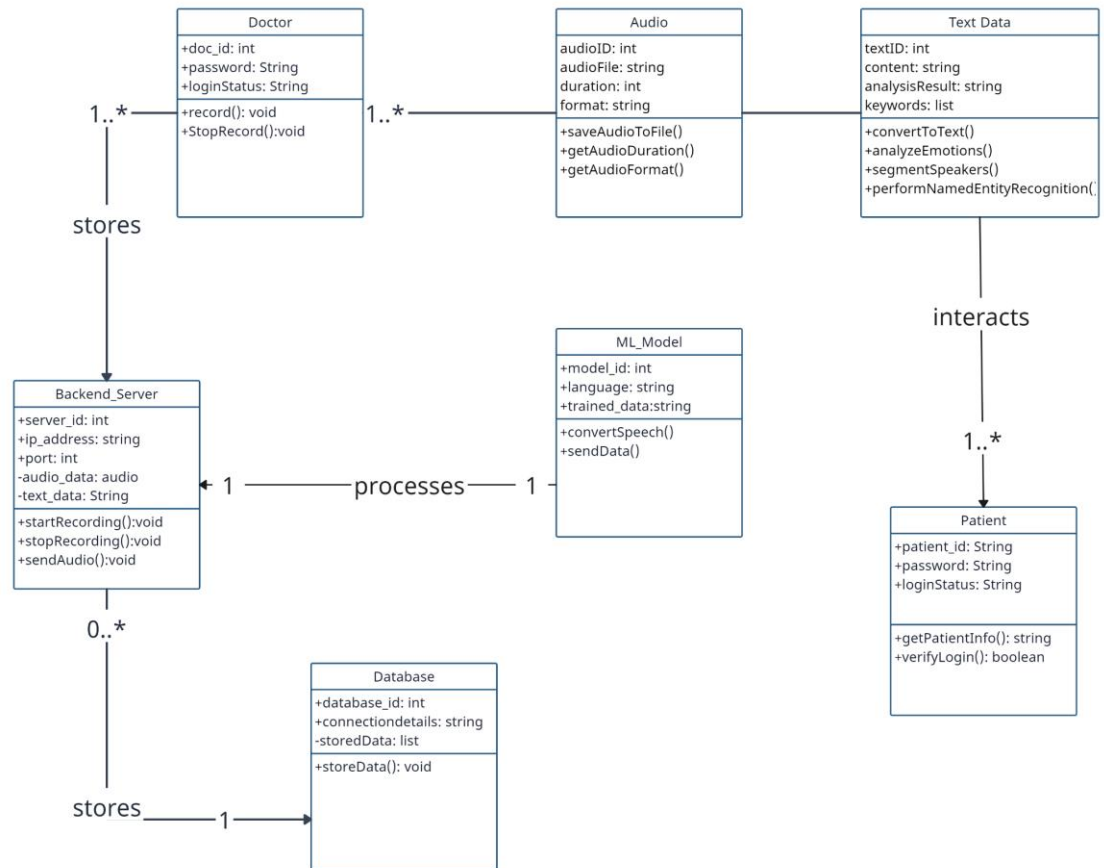 Doctor
+doc_id: int
+password: String
+loginStatus: String
+record(): void
+StopRecord():void
1..*
1..*
Audio
audioID: int
audioFile: string
duration: int
format: string
+saveAudioToFile()
+getAudioDuration()
+getAudioFormat()
Text Data
textID: int
content: string
analysisResult: string
keywords: list
+convertToText()
+analyzeEmotions()
+segmentSpeakers()
+performNamedEntityRecognition(
stores
interacts
1..*
ML_Model
+model_id: int
+language: string
+trained_data:string
+convertSpeech()
+sendData()
Backend_Server
+server_id: int
+ip_address: string
+port: int
-audio_data: audio
-text_data: String
+startRecording():void
+stopRecording():void
+sendAudio():void
1
processes
1
Patient
+patient_id: String
+password: String
+loginStatus: String
+getPatientInfo(): string
+verifyLogin(): boolean
0..*
Database
+database_id: int
+connectiondetails: string
-storedData: list
+storeData(): void
stores
1